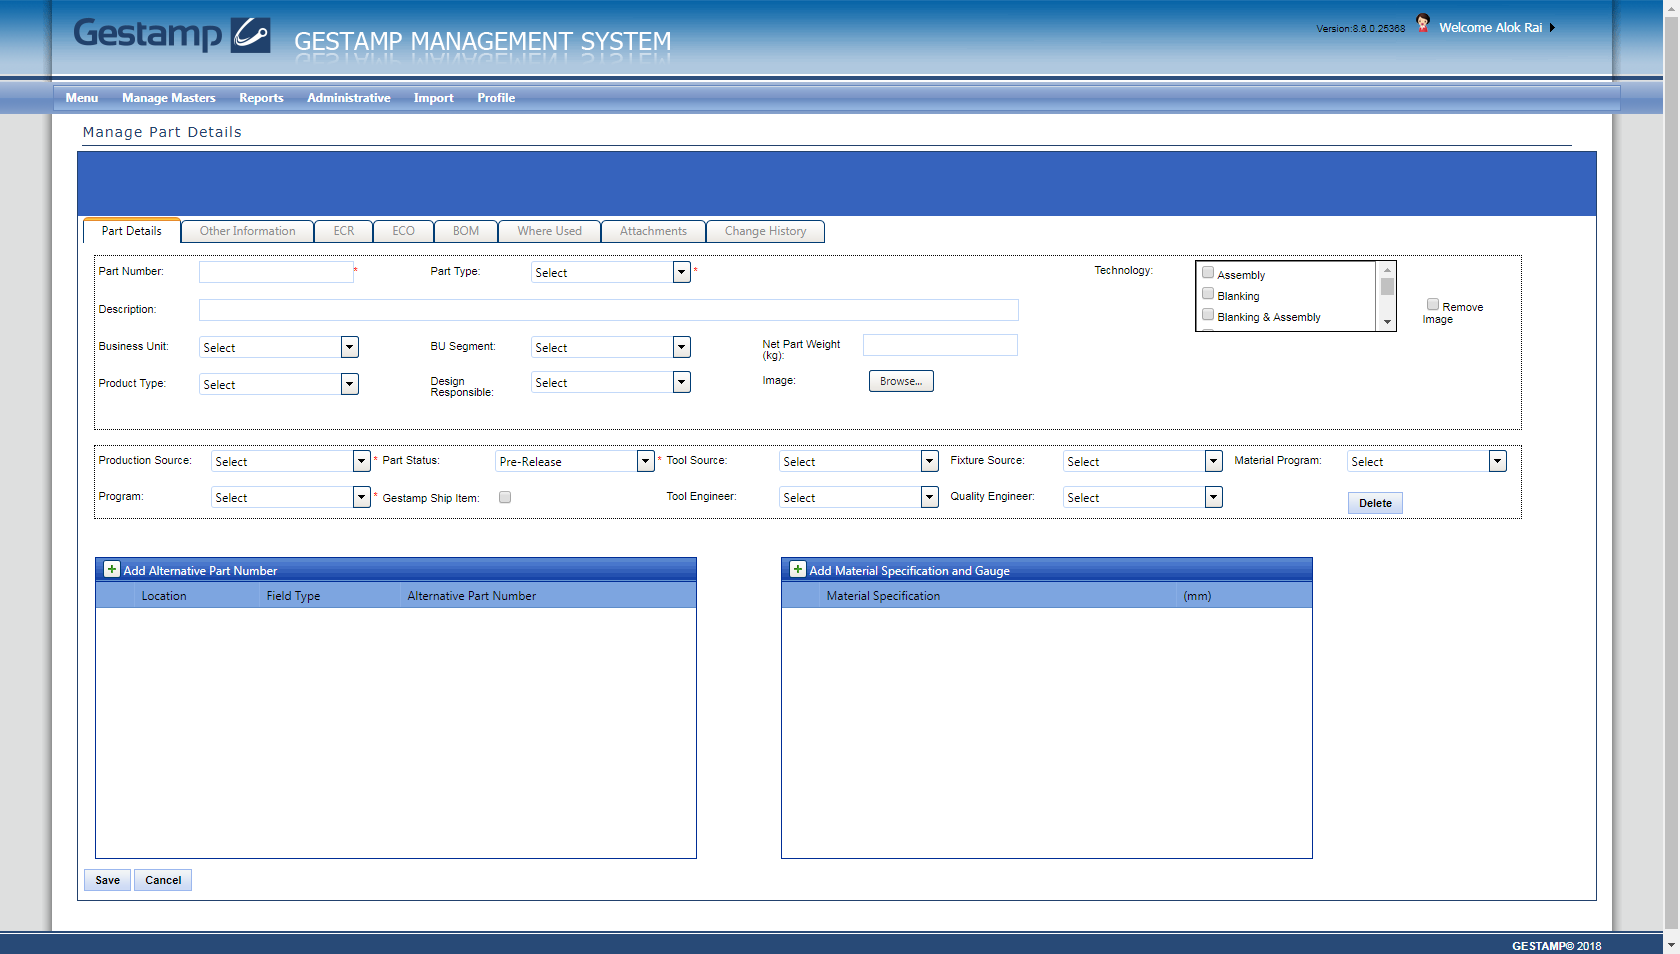 Gestamp
GESTAMP MANAGEMENT SYSTEM
Version:8.6.0.25368
Welcome Alok Rai
Menu
Manage Masters
Reports
Administrative
Import
Profile
Manage Part Details
Part Details
Other Information
ECR
ECO
BOM
Where Used
Attachments
Change History
Part Number:
*
Part Type:
Select
*
Technology:
Assembly
Blanking
Blanking & Assembly
Remove
Image
Description:
Business Unit:
Select
BU Segment:
Select
Net Part Weight
(kg):
Product Type:
Select
Design
Responsible:
Select
Image:
Browse...
Production Source:
Select
*
Part Status:
Pre-Release
*
Tool Source:
Select
Fixture Source:
Select
Material Program:
Select
Program:
Select
*
Gestamp Ship Item:
Tool Engineer:
Select
Quality Engineer:
Select
Delete
Add Alternative Part Number
Location
Field Type
Alternative Part Number
Add Material Specification and Gauge
Material Specification
(mm)
Save
Cancel
GESTAMP© 2018